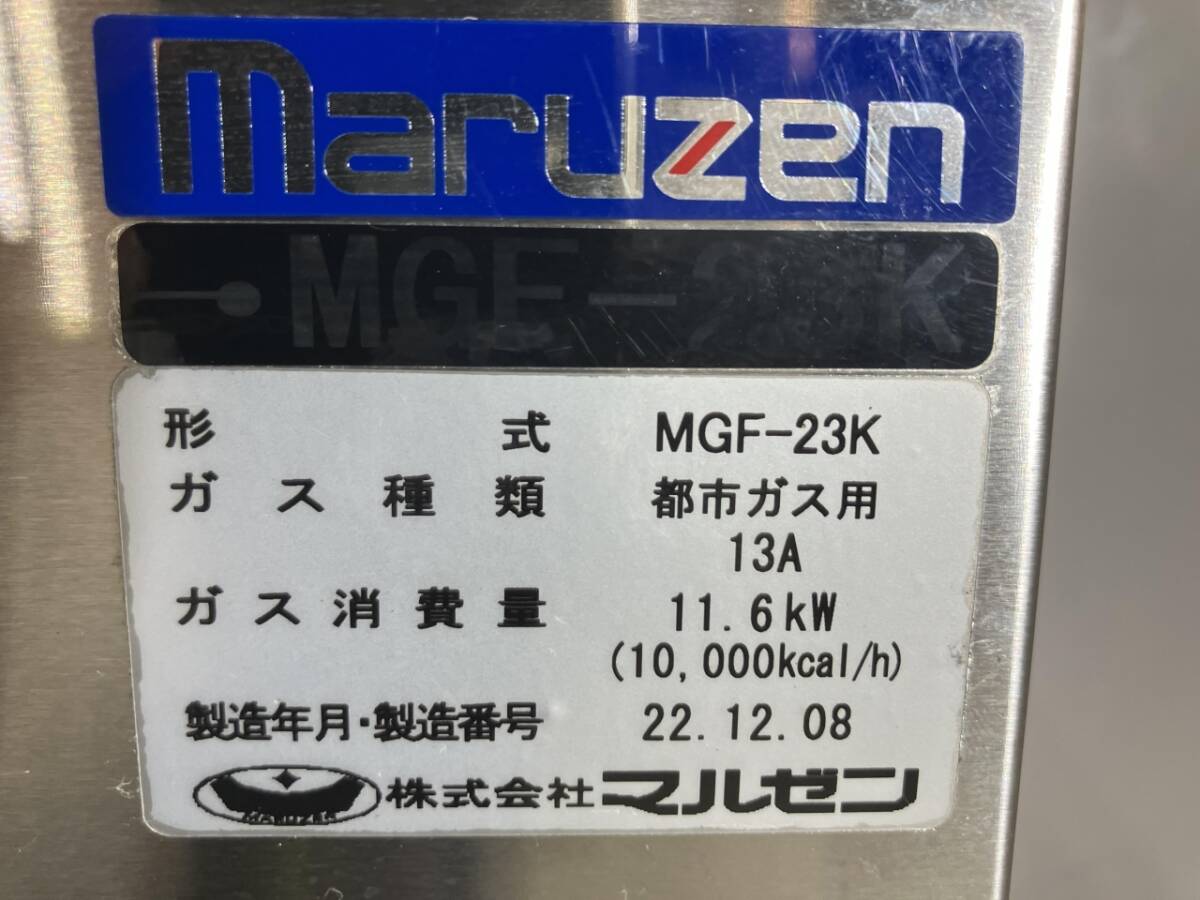 maruzen
MGF-23K
形式 MGF-23K
ガス種類 都市ガス用
13A
ガス消費量 11.6kW
(10,000kcal/h)
製造年月・製造番号 22.12.08
MARUZEN 株式会社マルゼン